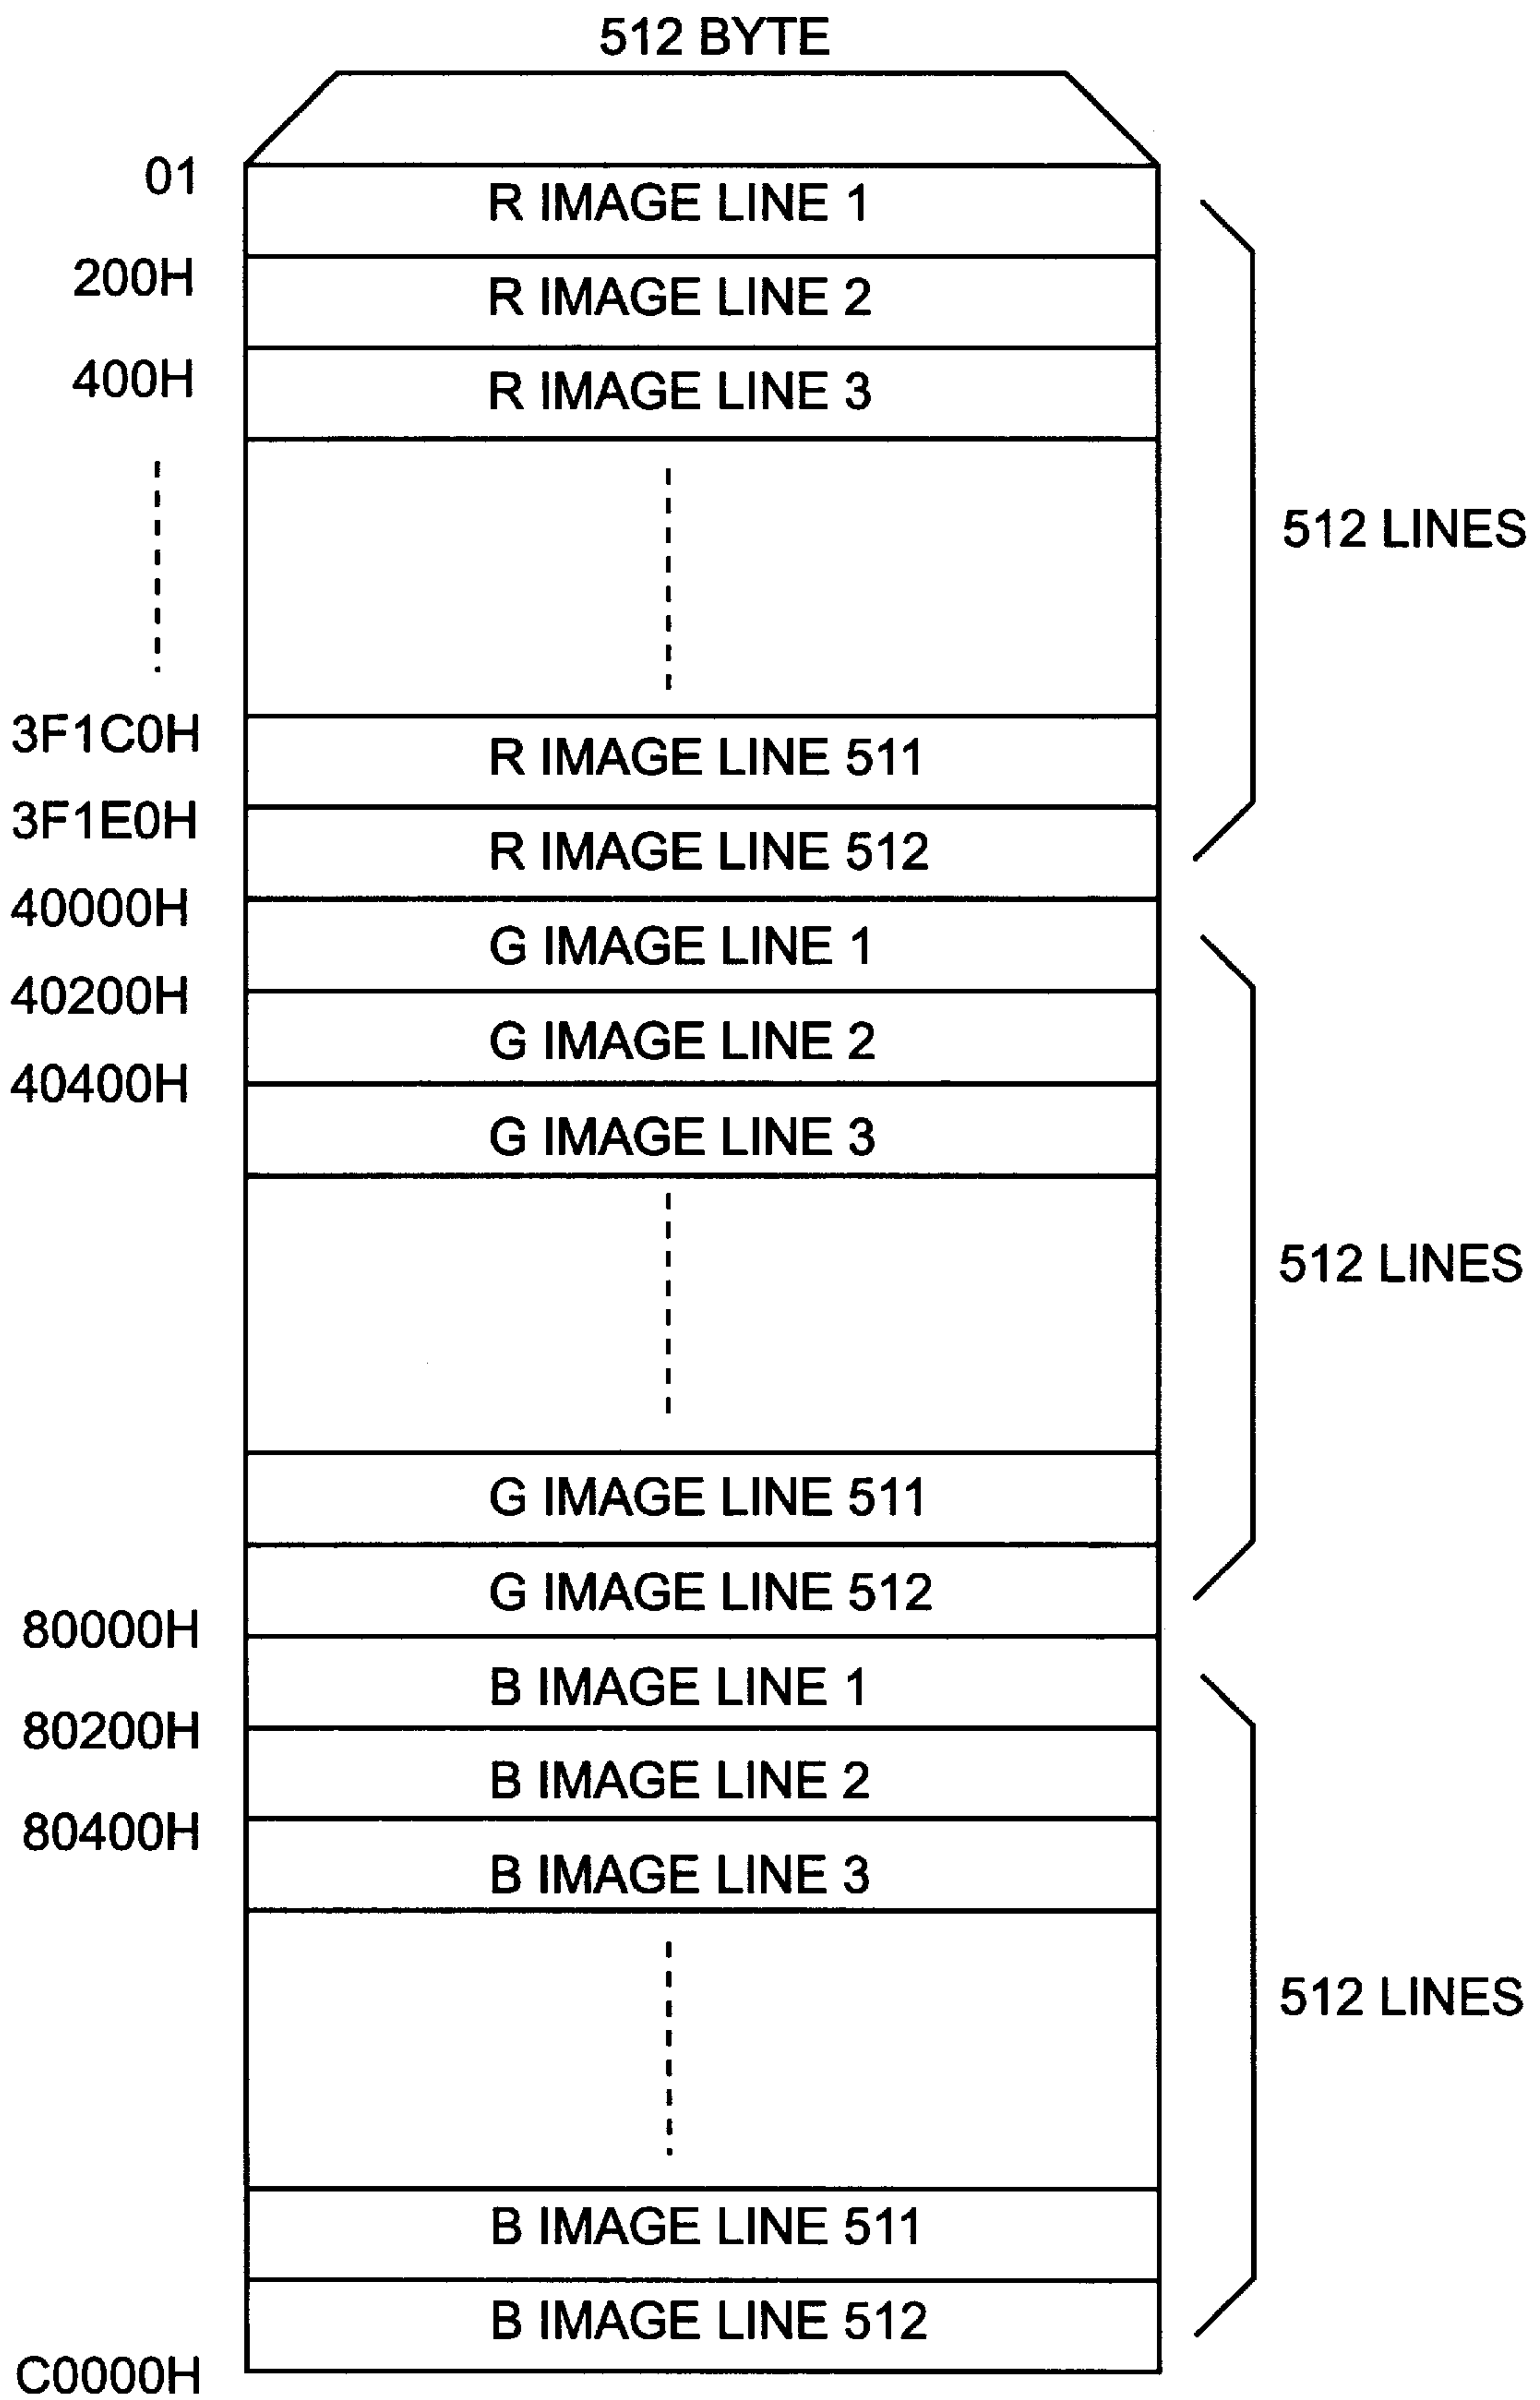 512 BYTE
01
R IMAGE LINE 1
200H
R IMAGE LINE 2
400H
R IMAGE LINE 3
512 LINES
3F1C0H
R IMAGE LINE 511
3F1E0H
R IMAGE LINE 512
40000H
G IMAGE LINE 1
40200H
G IMAGE LINE 2
40400H
G IMAGE LINE 3
512 LINES
G IMAGE LINE 511
G IMAGE LINE 512
80000H
B IMAGE LINE 1
80200H
B IMAGE LINE 2
80400H
B IMAGE LINE 3
512 LINES
B IMAGE LINE 511
B IMAGE LINE 512
C0000H